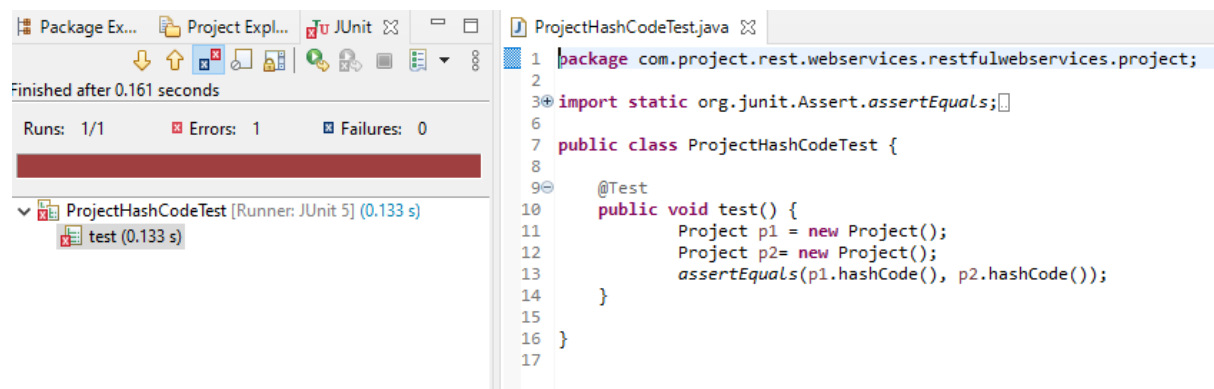 Package Ex... Project Expl... JUnit
Finished after 0.161 seconds
Runs: 1/1 Errors: 1 Failures: 0
ProjectHashCodeTest [Runner: JUnit 5] (0.133 s)
test (0.133 s)
ProjectHashCodeTest.java
1 package com.project.rest.webservices.restfulwebservices.project;
2
3 import static org.junit.Assert.assertEquals;
6
7 public class ProjectHashCodeTest {
8
9 @Test
10 public void test() {
11 Project p1 = new Project();
12 Project p2= new Project();
13 assertEquals(p1.hashCode(), p2.hashCode());
14 }
15
16 }
17